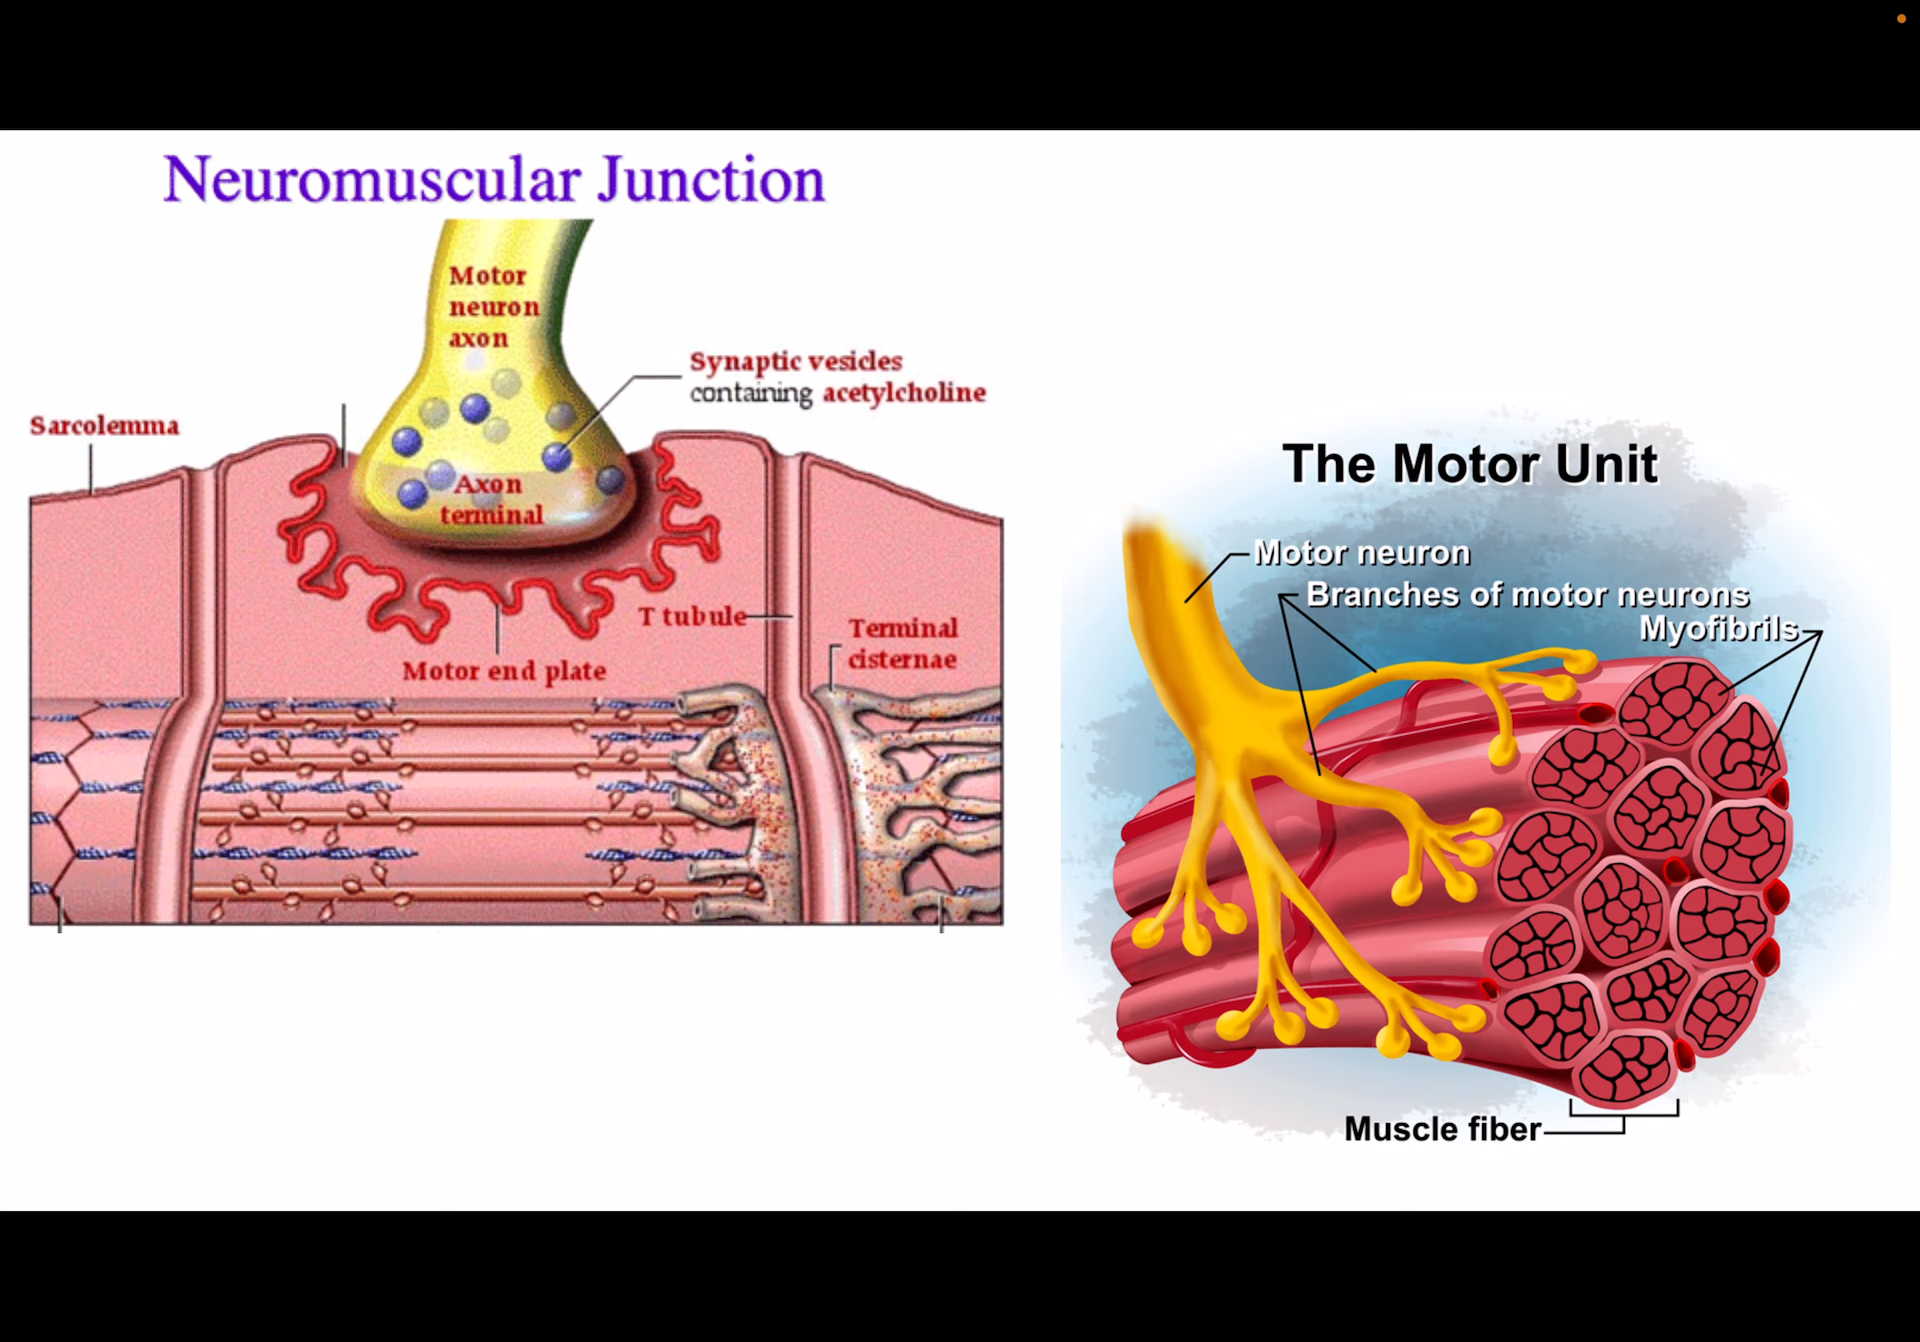 Neuromuscular Junction
Motor
neuron
axon
Synaptic vesicles
containing acetylcholine
Sarcolemma
Axon
terminal
T tubule
Terminal
cisternae
Motor end plate
The Motor Unit
Motor neuron
Branches of motor neurons
Myofibrils
Muscle fiber